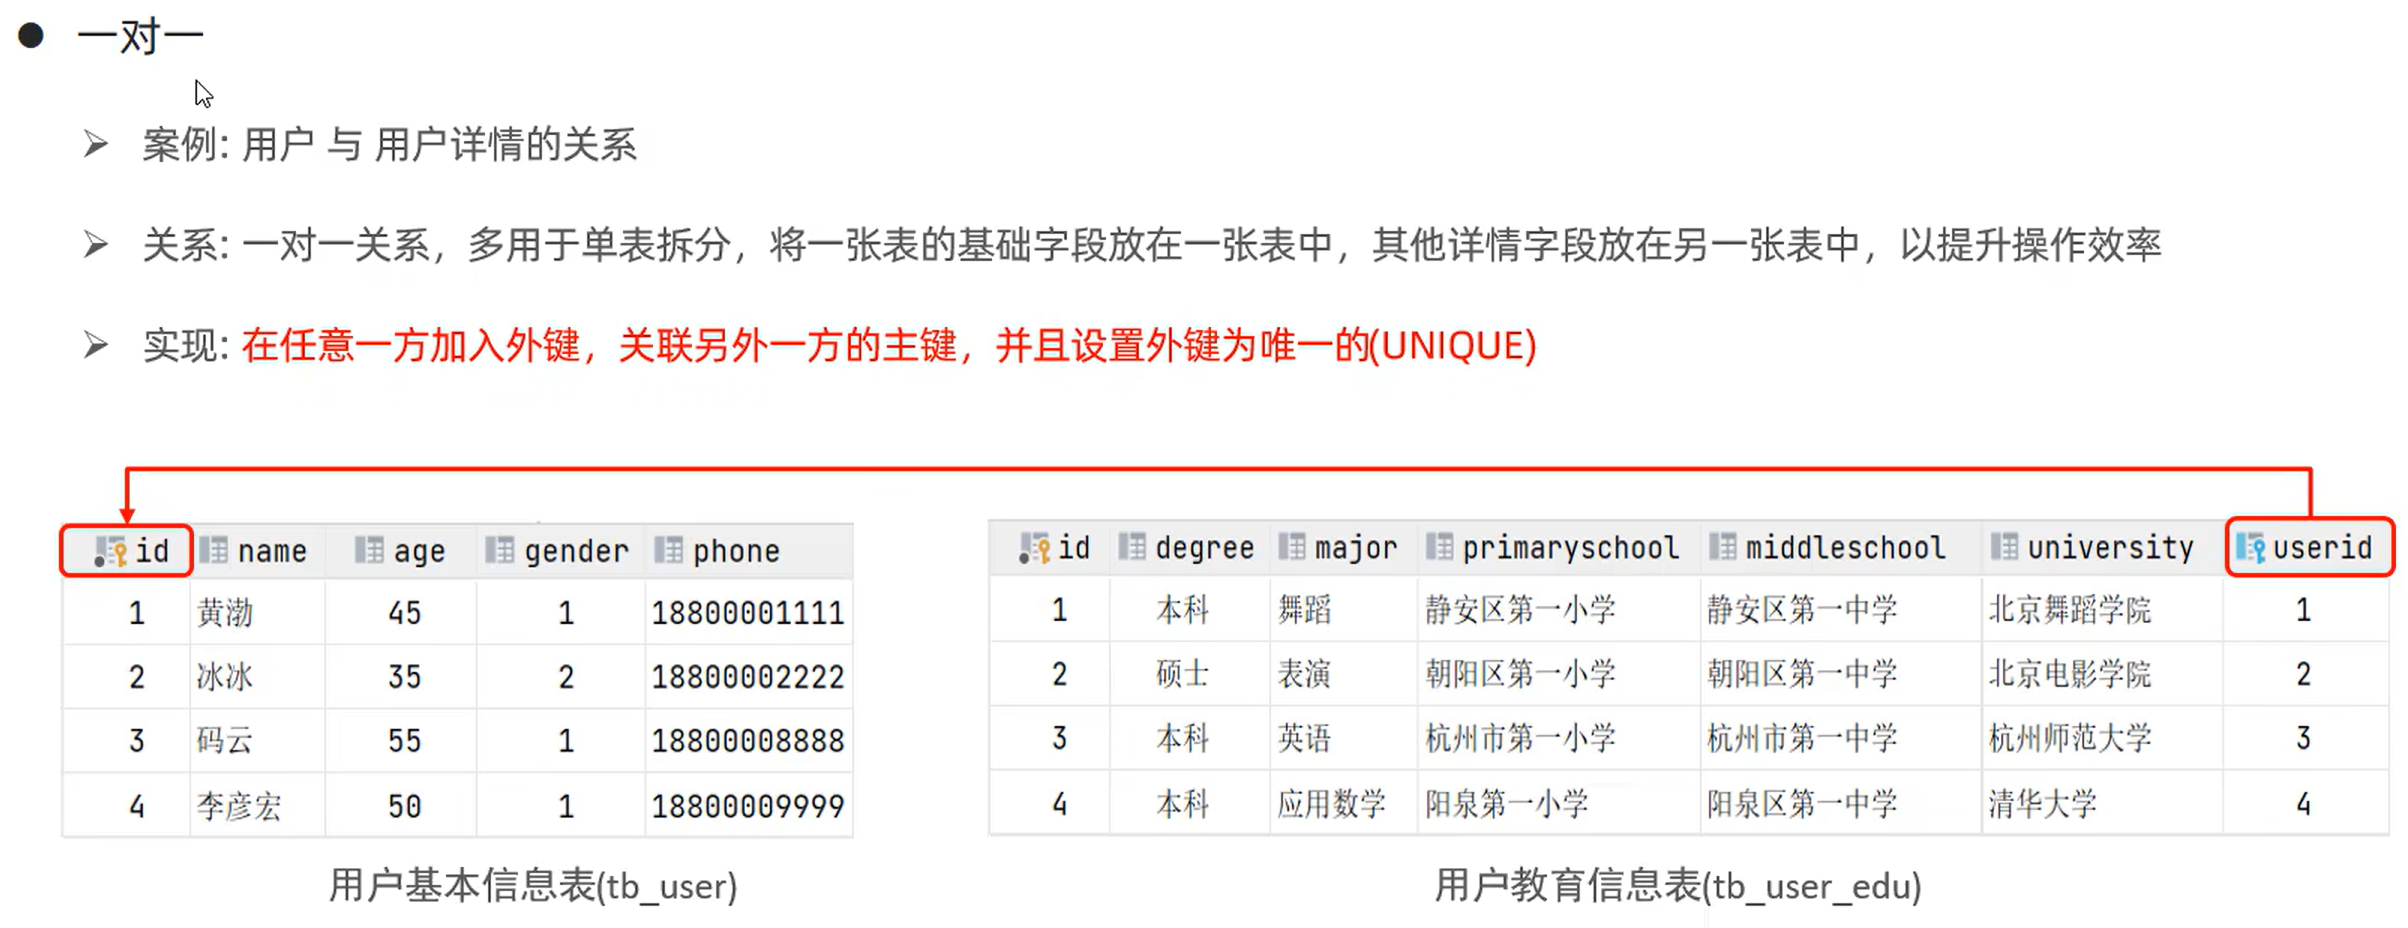 ● 一对一
➢ 案例: 用户 与 用户详情的关系
➢ 关系: 一对一关系，多用于单表拆分，将一张表的基础字段放在一张表中，其他详情字段放在另一张表中，以提升操作效率
➢ 实现: 在任意一方加入外键，关联另外一方的主键，并且设置外键为唯一的(UNIQUE)
id name age gender phone
1 黄渤 45 1 18800001111
2 冰冰 35 2 18800002222
3 码云 55 1 18800008888
4 李彦宏 50 1 18800009999
用户基本信息表(tb_user)
id degree major primaryschool middleschool university userid
1 本科 舞蹈 静安区第一小学 静安区第一中学 北京舞蹈学院 1
2 硕士 表演 朝阳区第一小学 朝阳区第一中学 北京电影学院 2
3 本科 英语 杭州市第一小学 杭州市第一中学 杭州师范大学 3
4 本科 应用数学 阳泉第一小学 阳泉区第一中学 清华大学 4
用户教育信息表(tb_user_edu)